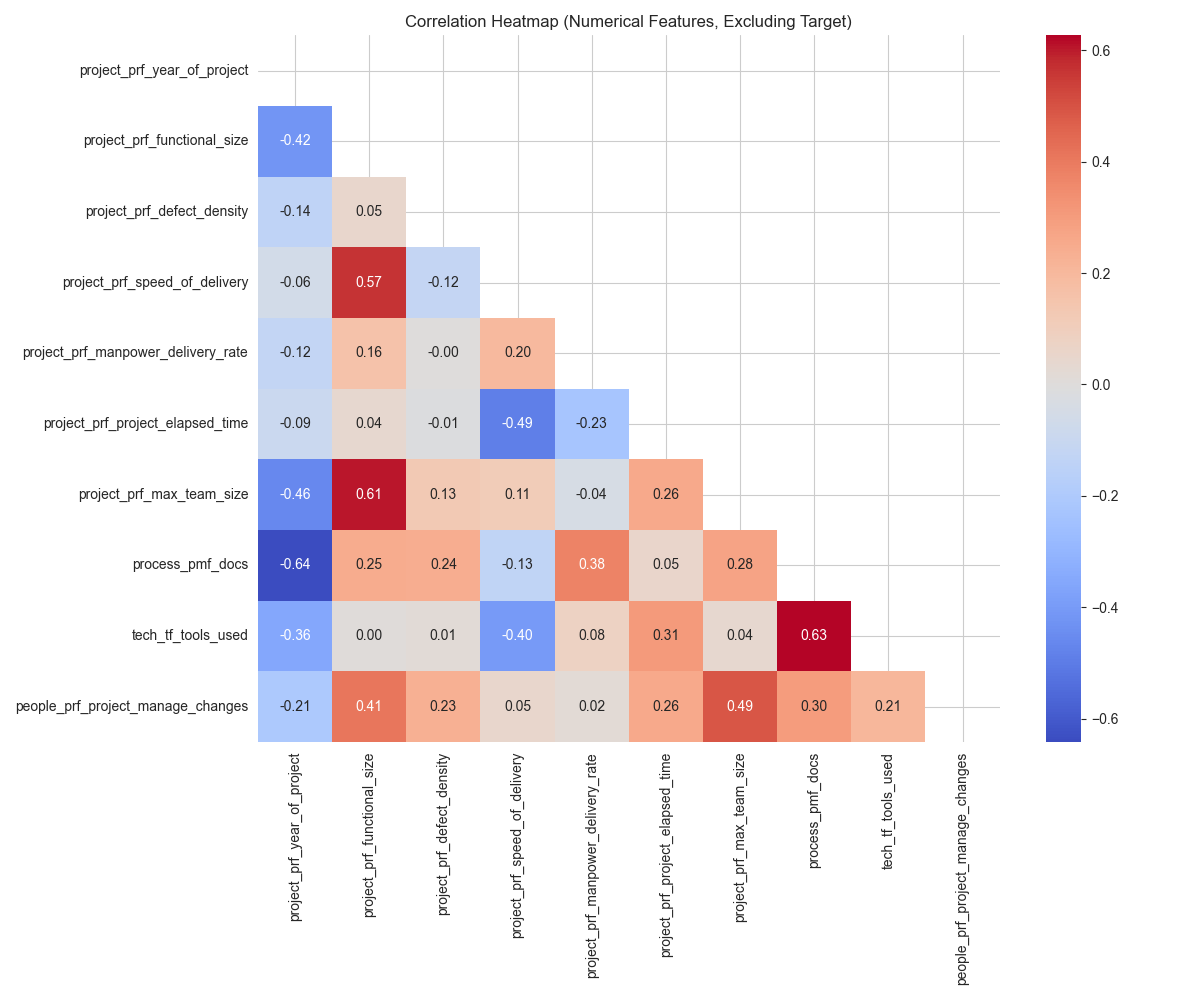 Correlation Heatmap (Numerical Features, Excluding Target)
project_prf_year_of_project
project_prf_functional_size -0.42
project_prf_defect_density -0.14 0.05
project_prf_speed_of_delivery -0.06 0.57 -0.12
project_prf_manpower_delivery_rate -0.12 0.16 -0.00 0.20
project_prf_project_elapsed_time -0.09 0.04 -0.01 -0.49 -0.23
project_prf_max_team_size -0.46 0.61 0.13 0.11 -0.04 0.26
process_pmf_docs -0.64 0.25 0.24 -0.13 0.38 0.05 0.28
tech_tf_tools_used -0.36 0.00 0.01 -0.40 0.08 0.31 0.04 0.63
people_prf_project_manage_changes -0.21 0.41 0.23 0.05 0.02 0.26 0.49 0.30 0.21
project_prf_year_of_project
project_prf_functional_size
project_prf_defect_density
project_prf_speed_of_delivery
project_prf_manpower_delivery_rate
project_prf_project_elapsed_time
project_prf_max_team_size
process_pmf_docs
tech_tf_tools_used
people_prf_project_manage_changes
0.6
0.4
0.2
0.0
−0.2
−0.4
−0.6